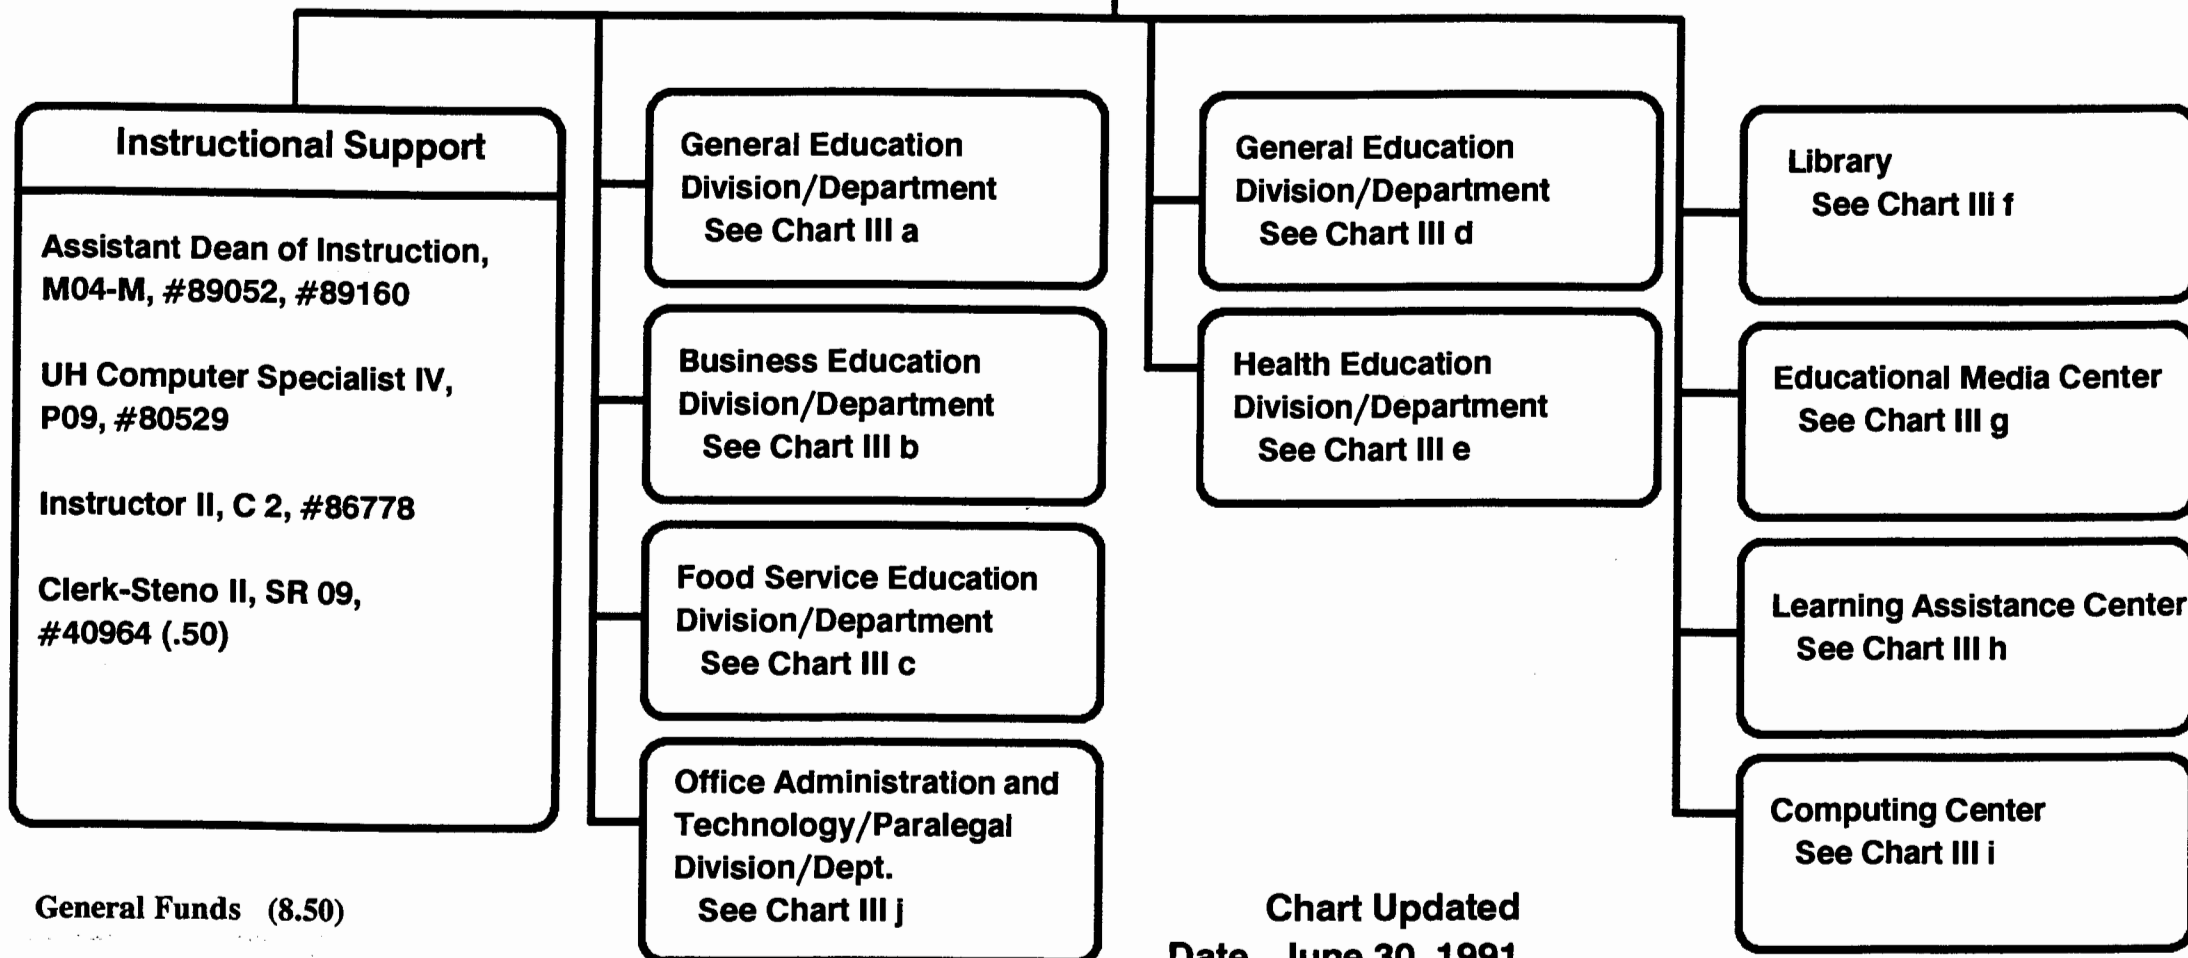 Instructional Support
Assistant Dean of Instruction,
M04-M, #89052, #89160
UH Computer Specialist IV,
P09, #80529
Instructor II, C 2, #86778
Clerk-Steno II, SR 09,
#40964 (.50)
General Funds (8.50)
General Education
Division/Department
See Chart III a
Business Education
Division/Department
See Chart III b
Food Service Education
Division/Department
See Chart III c
Office Administration and
Technology/Paralegal
Division/Dept.
See Chart III j
General Education
Division/Department
See Chart III d
Health Education
Division/Department
See Chart III e
Library
See Chart IIi f
Educational Media Center
See Chart III g
Learning Assistance Center
See Chart III h
Computing Center
See Chart III i
Chart Updated
Date June 30, 1991